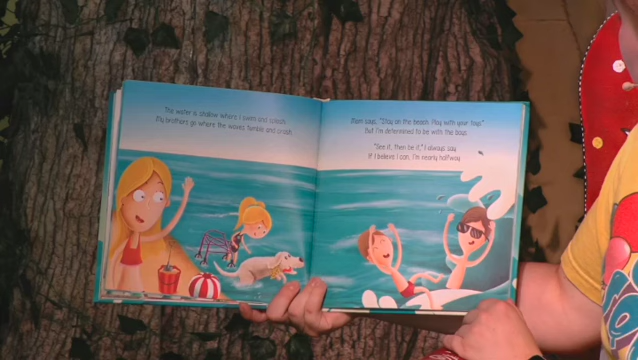 The water is shallow where I swim and splash.
My brothers go where the waves tumble and crash.
Mom says, "Stay on the beach. Play with your toys."
But I'm determined to be with the boys.
"See it, then be it," I always say.
If I believe I can, I'm nearly halfway